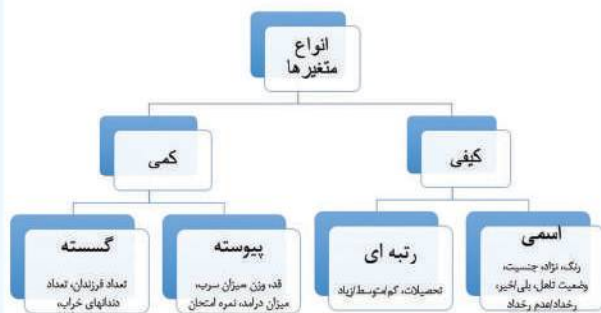 انواع
متغیرها
کیفی
کمی
اسمی
رنگ، نژاد، جنسیت،
وضعیت تاهل، بلی/خیر،
رخداد/عدم رخداد
رتبه ای
تحصیلات، کم/متوسط/زیاد
پیوسته
قد، وزن، میزان سرب،
میزان درامد، نمره امتحان
گسسته
تعداد فرزندان، تعداد
دندانهای خراب،